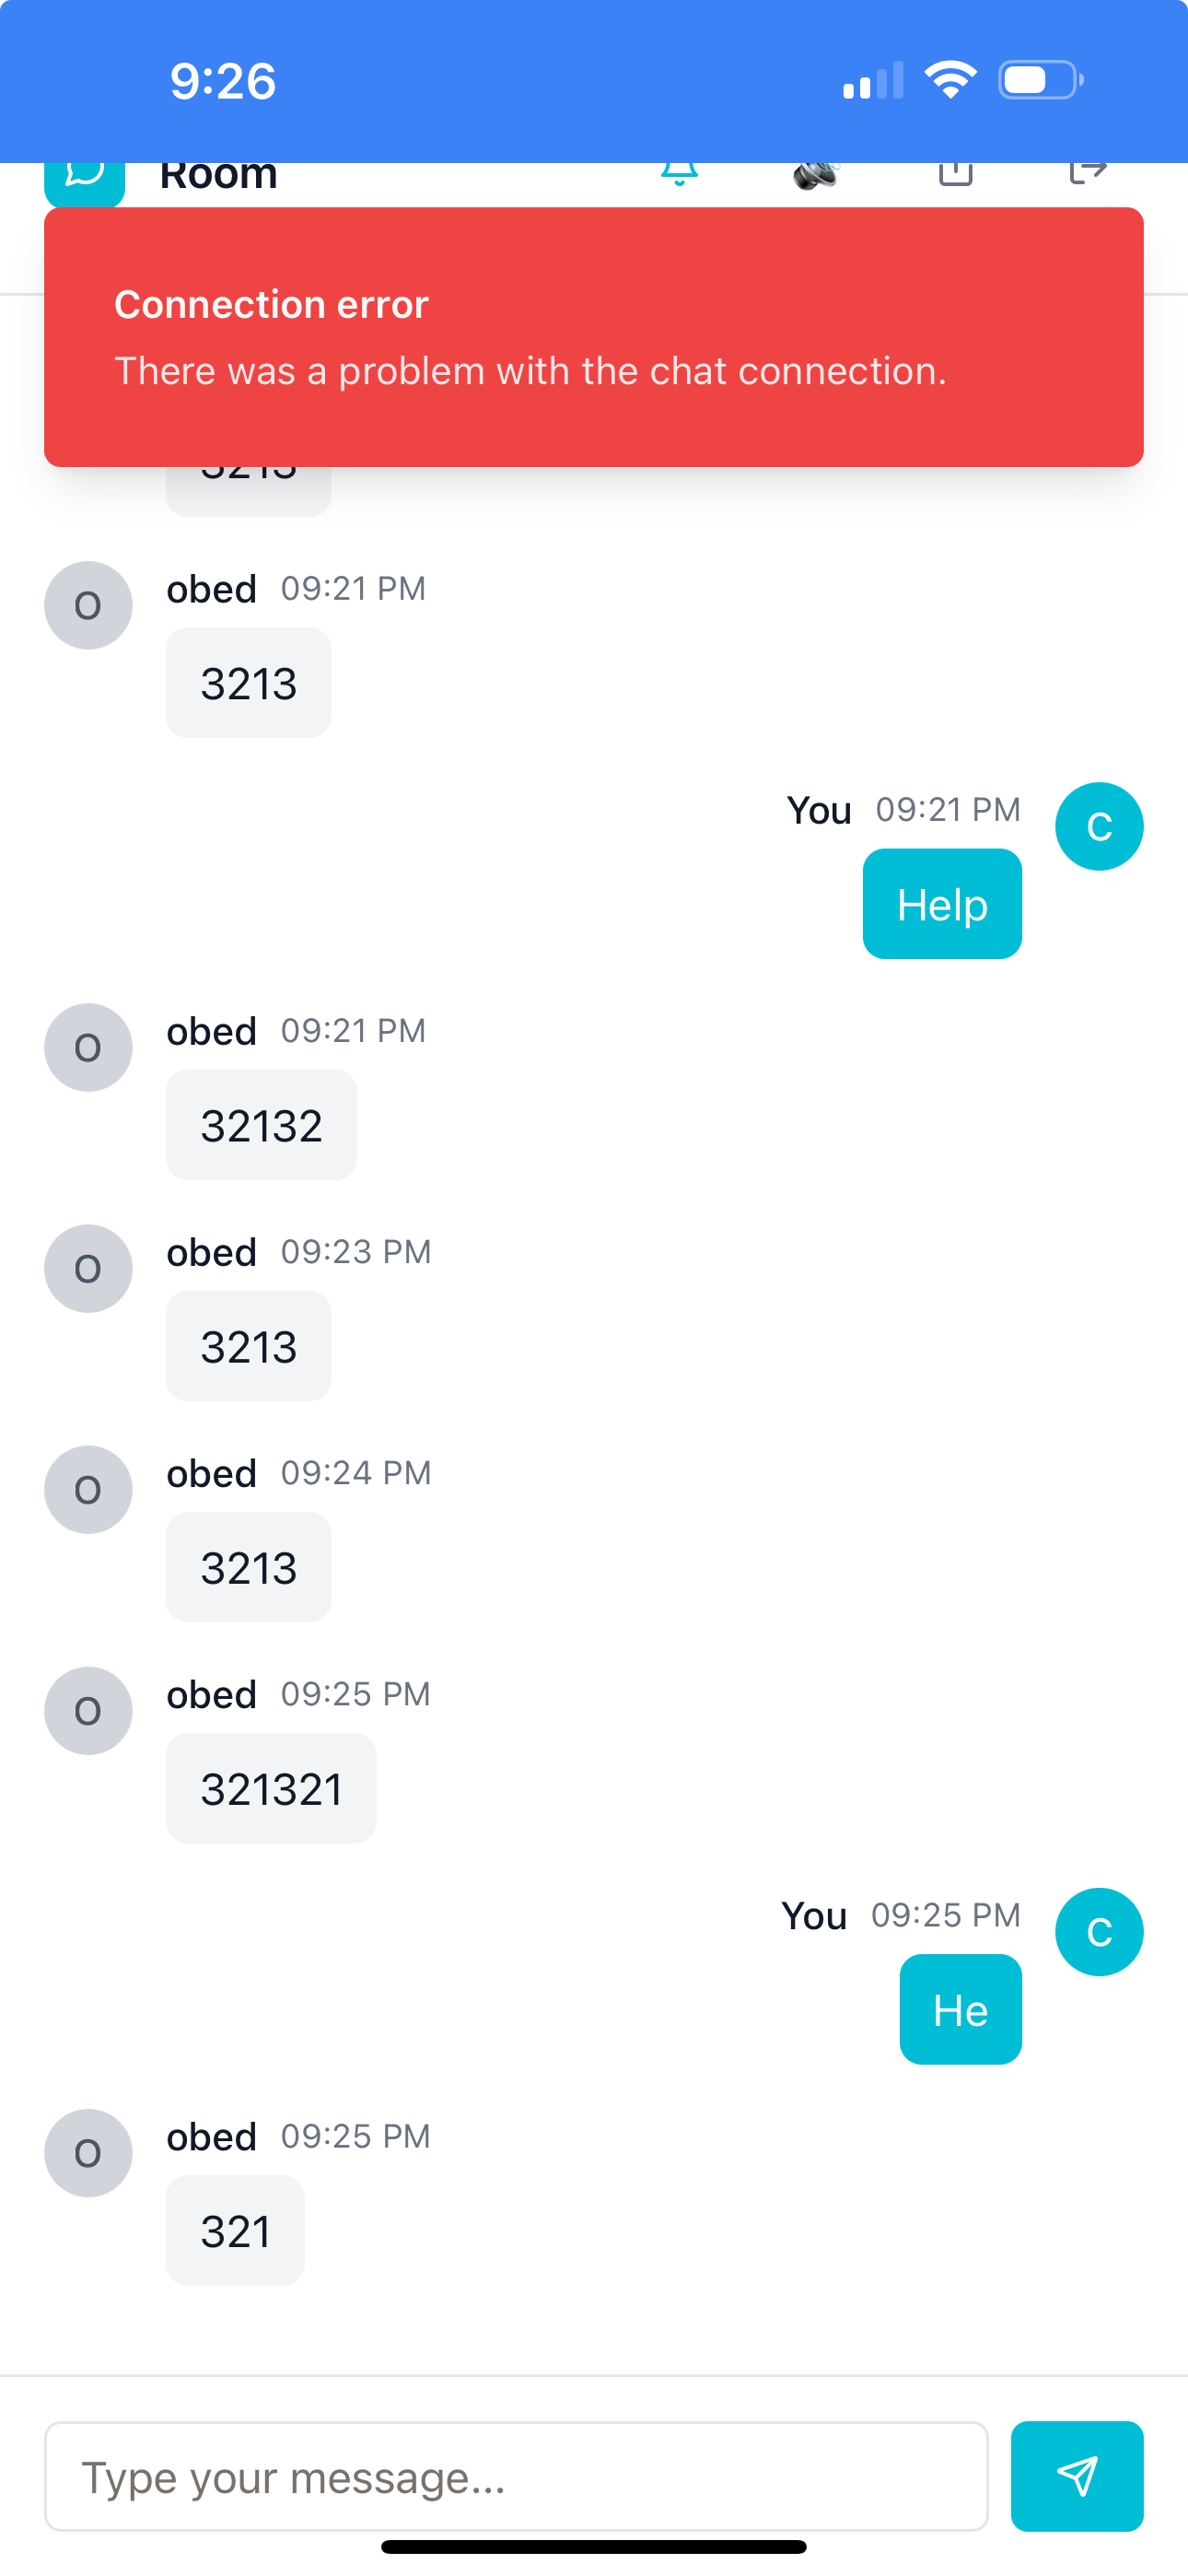 9:26
Room
Connection error
There was a problem with the chat connection.
3213
O
obed 09:21 PM
3213
You 09:21 PM
C
Help
O
obed 09:21 PM
32132
O
obed 09:23 PM
3213
O
obed 09:24 PM
3213
O
obed 09:25 PM
321321
You 09:25 PM
C
He
O
obed 09:25 PM
321
Type your message...